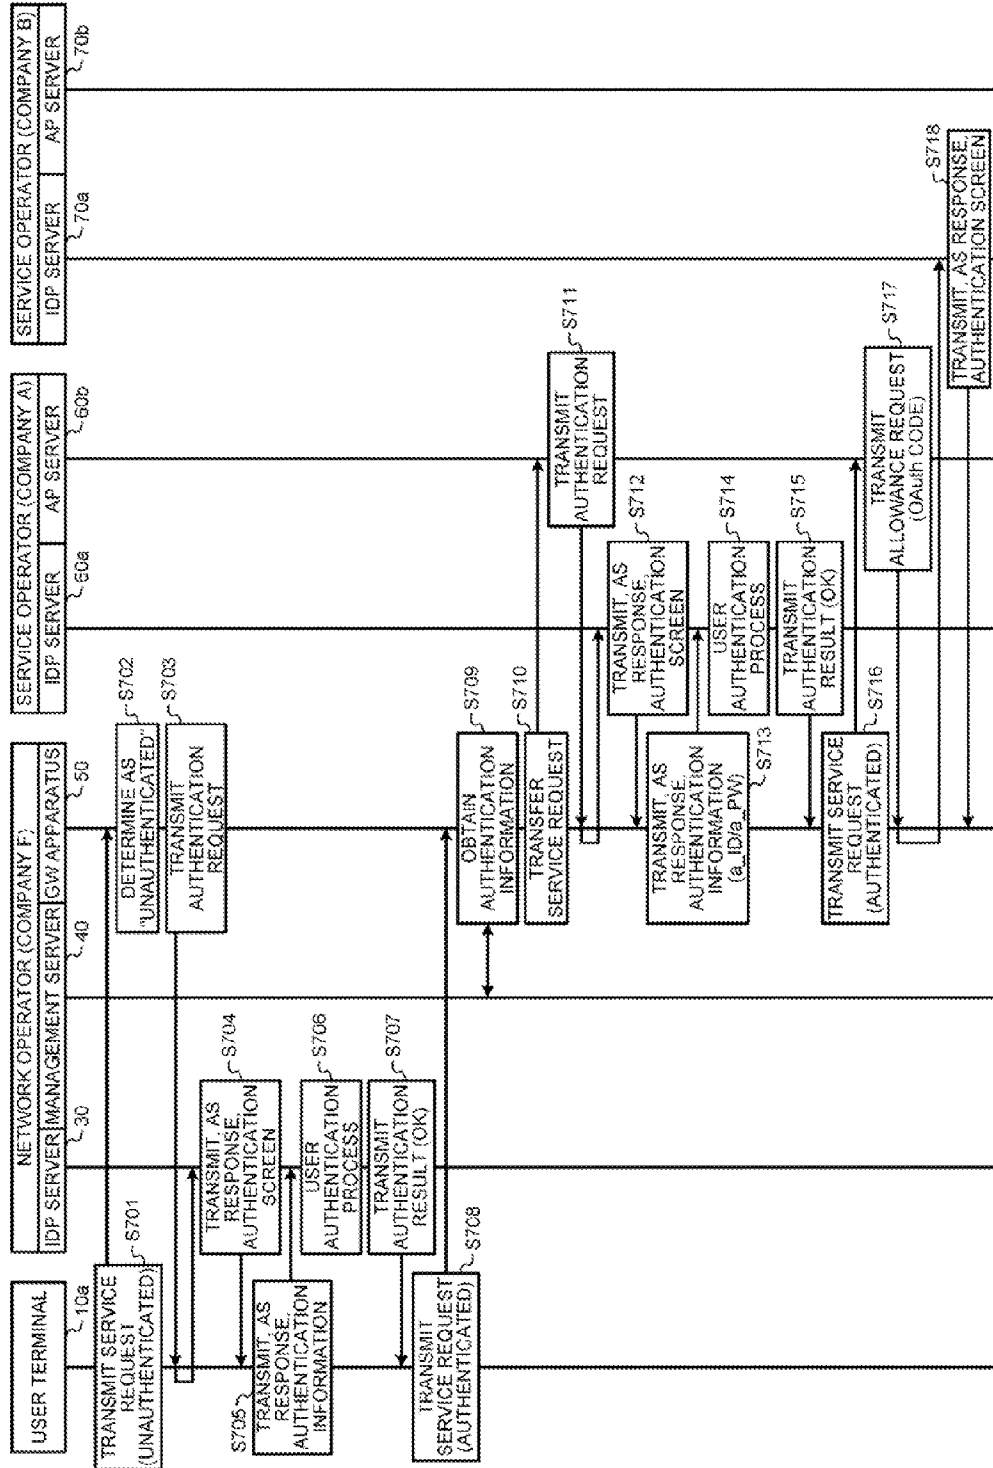 USER TERMINAL
10a
NETWORK OPERATOR (COMPANY F)
IDP SERVER
MANAGEMENT SERVER
GW APPARATUS
30
40
50
SERVICE OPERATOR (COMPANY A)
IDP SERVER
AP SERVER
60a
60b
SERVICE OPERATOR (COMPANY B)
IDP SERVER
AP SERVER
70a
70b
TRANSMIT SERVICE
REQUEST
(UNAUTHENTICATED)
S701
DETERMINE AS
"UNAUTHENTICATED"
S702
TRANSMIT
AUTHENTICATION
REQUEST
S703
TRANSMIT, AS
RESPONSE,
AUTHENTICATION
SCREEN
S704
S705
TRANSMIT, AS
RESPONSE,
AUTHENTICATION
INFORMATION
USER
AUTHENTICATION
PROCESS
S706
TRANSMIT
AUTHENTICATION
RESULT (OK)
S707
TRANSMIT
SERVICE REQUEST
(AUTHENTICATED)
S708
OBTAIN
AUTHENTICATION
INFORMATION
S709
TRANSFER
SERVICE REQUEST
S710
TRANSMIT
AUTHENTICATION
REQUEST
S711
TRANSMIT, AS
RESPONSE,
AUTHENTICATION
SCREEN
S712
TRANSMIT, AS
RESPONSE,
AUTHENTICATION
INFORMATION
(a_ID/a_PW)
S713
USER
AUTHENTICATION
PROCESS
S714
TRANSMIT
AUTHENTICATION
RESULT (OK)
S715
TRANSMIT SERVICE
REQUEST
(AUTHENTICATED)
S716
TRANSMIT
ALLOWANCE REQUEST
(OAuth CODE)
S717
TRANSMIT, AS RESPONSE,
AUTHENTICATION SCREEN
S718